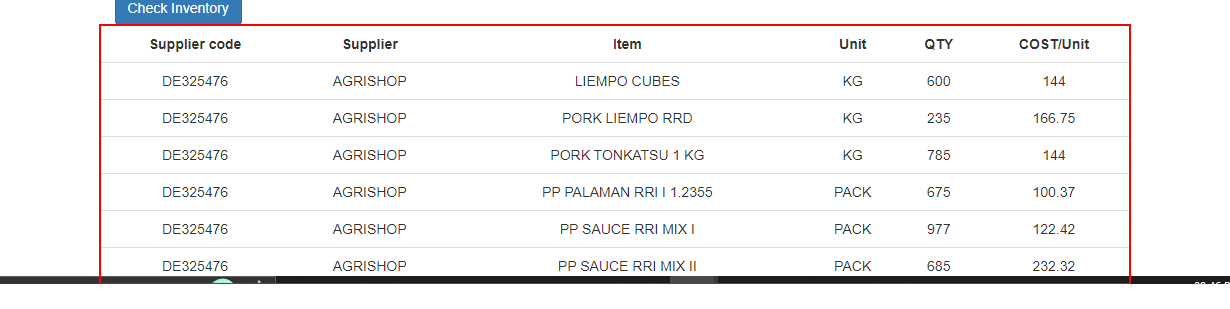 Check Inventory
Supplier code Supplier Item Unit QTY COST/Unit
DE325476 AGRISHOP LIEMPO CUBES KG 600 144
DE325476 AGRISHOP PORK LIEMPO RRD KG 235 166.75
DE325476 AGRISHOP PORK TONKATSU 1 KG KG 785 144
DE325476 AGRISHOP PP PALAMAN RRI I 1.2355 PACK 675 100.37
DE325476 AGRISHOP PP SAUCE RRI MIX I PACK 977 122.42
DE325476 AGRISHOP PP SAUCE RRI MIX II PACK 685 232.32